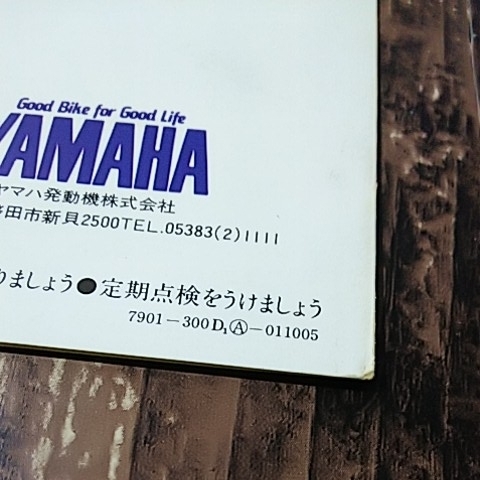 Good Bike for Good Life
YAMAHA
ヤマハ発動機株式会社
田市新貝2500TEL.05383(2)1111
りましょう●定期点検をうけましょう
7901-300D₁Ⓐ-011005